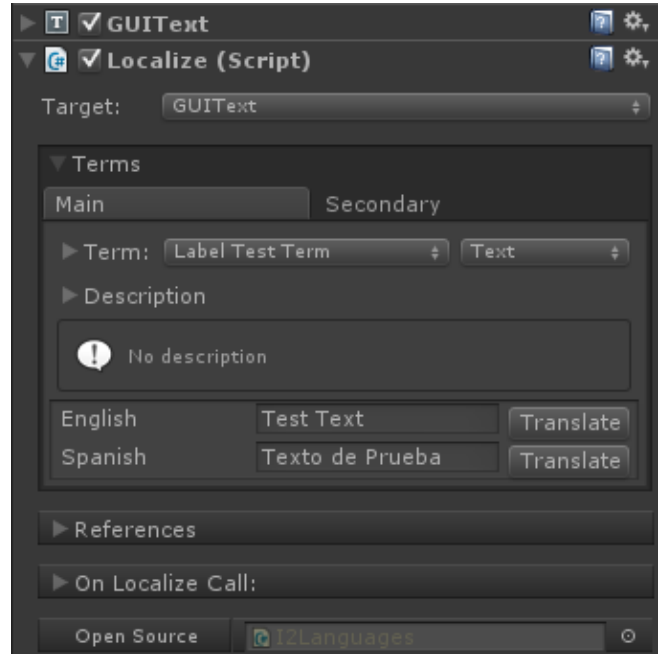 GUIText
Localize (Script)
Target: GUIText
Terms
Main Secondary
Term: Label Test Term Text
Description
No description
English Test Text Translate
Spanish Texto de Prueba Translate
References
On Localize Call:
Open Source I2Languages